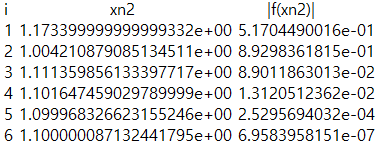 i xn2 |f(xn2)|
1 1.173399999999999332e+00 5.1704490016e-01
2 1.004210879085134511e+00 8.9298361815e-01
3 1.111359856133397717e+00 8.9011863013e-02
4 1.101647459029789999e+00 1.3120512362e-02
5 1.099968326623155246e+00 2.5295694032e-04
6 1.100000087132441795e+00 6.9583958151e-07